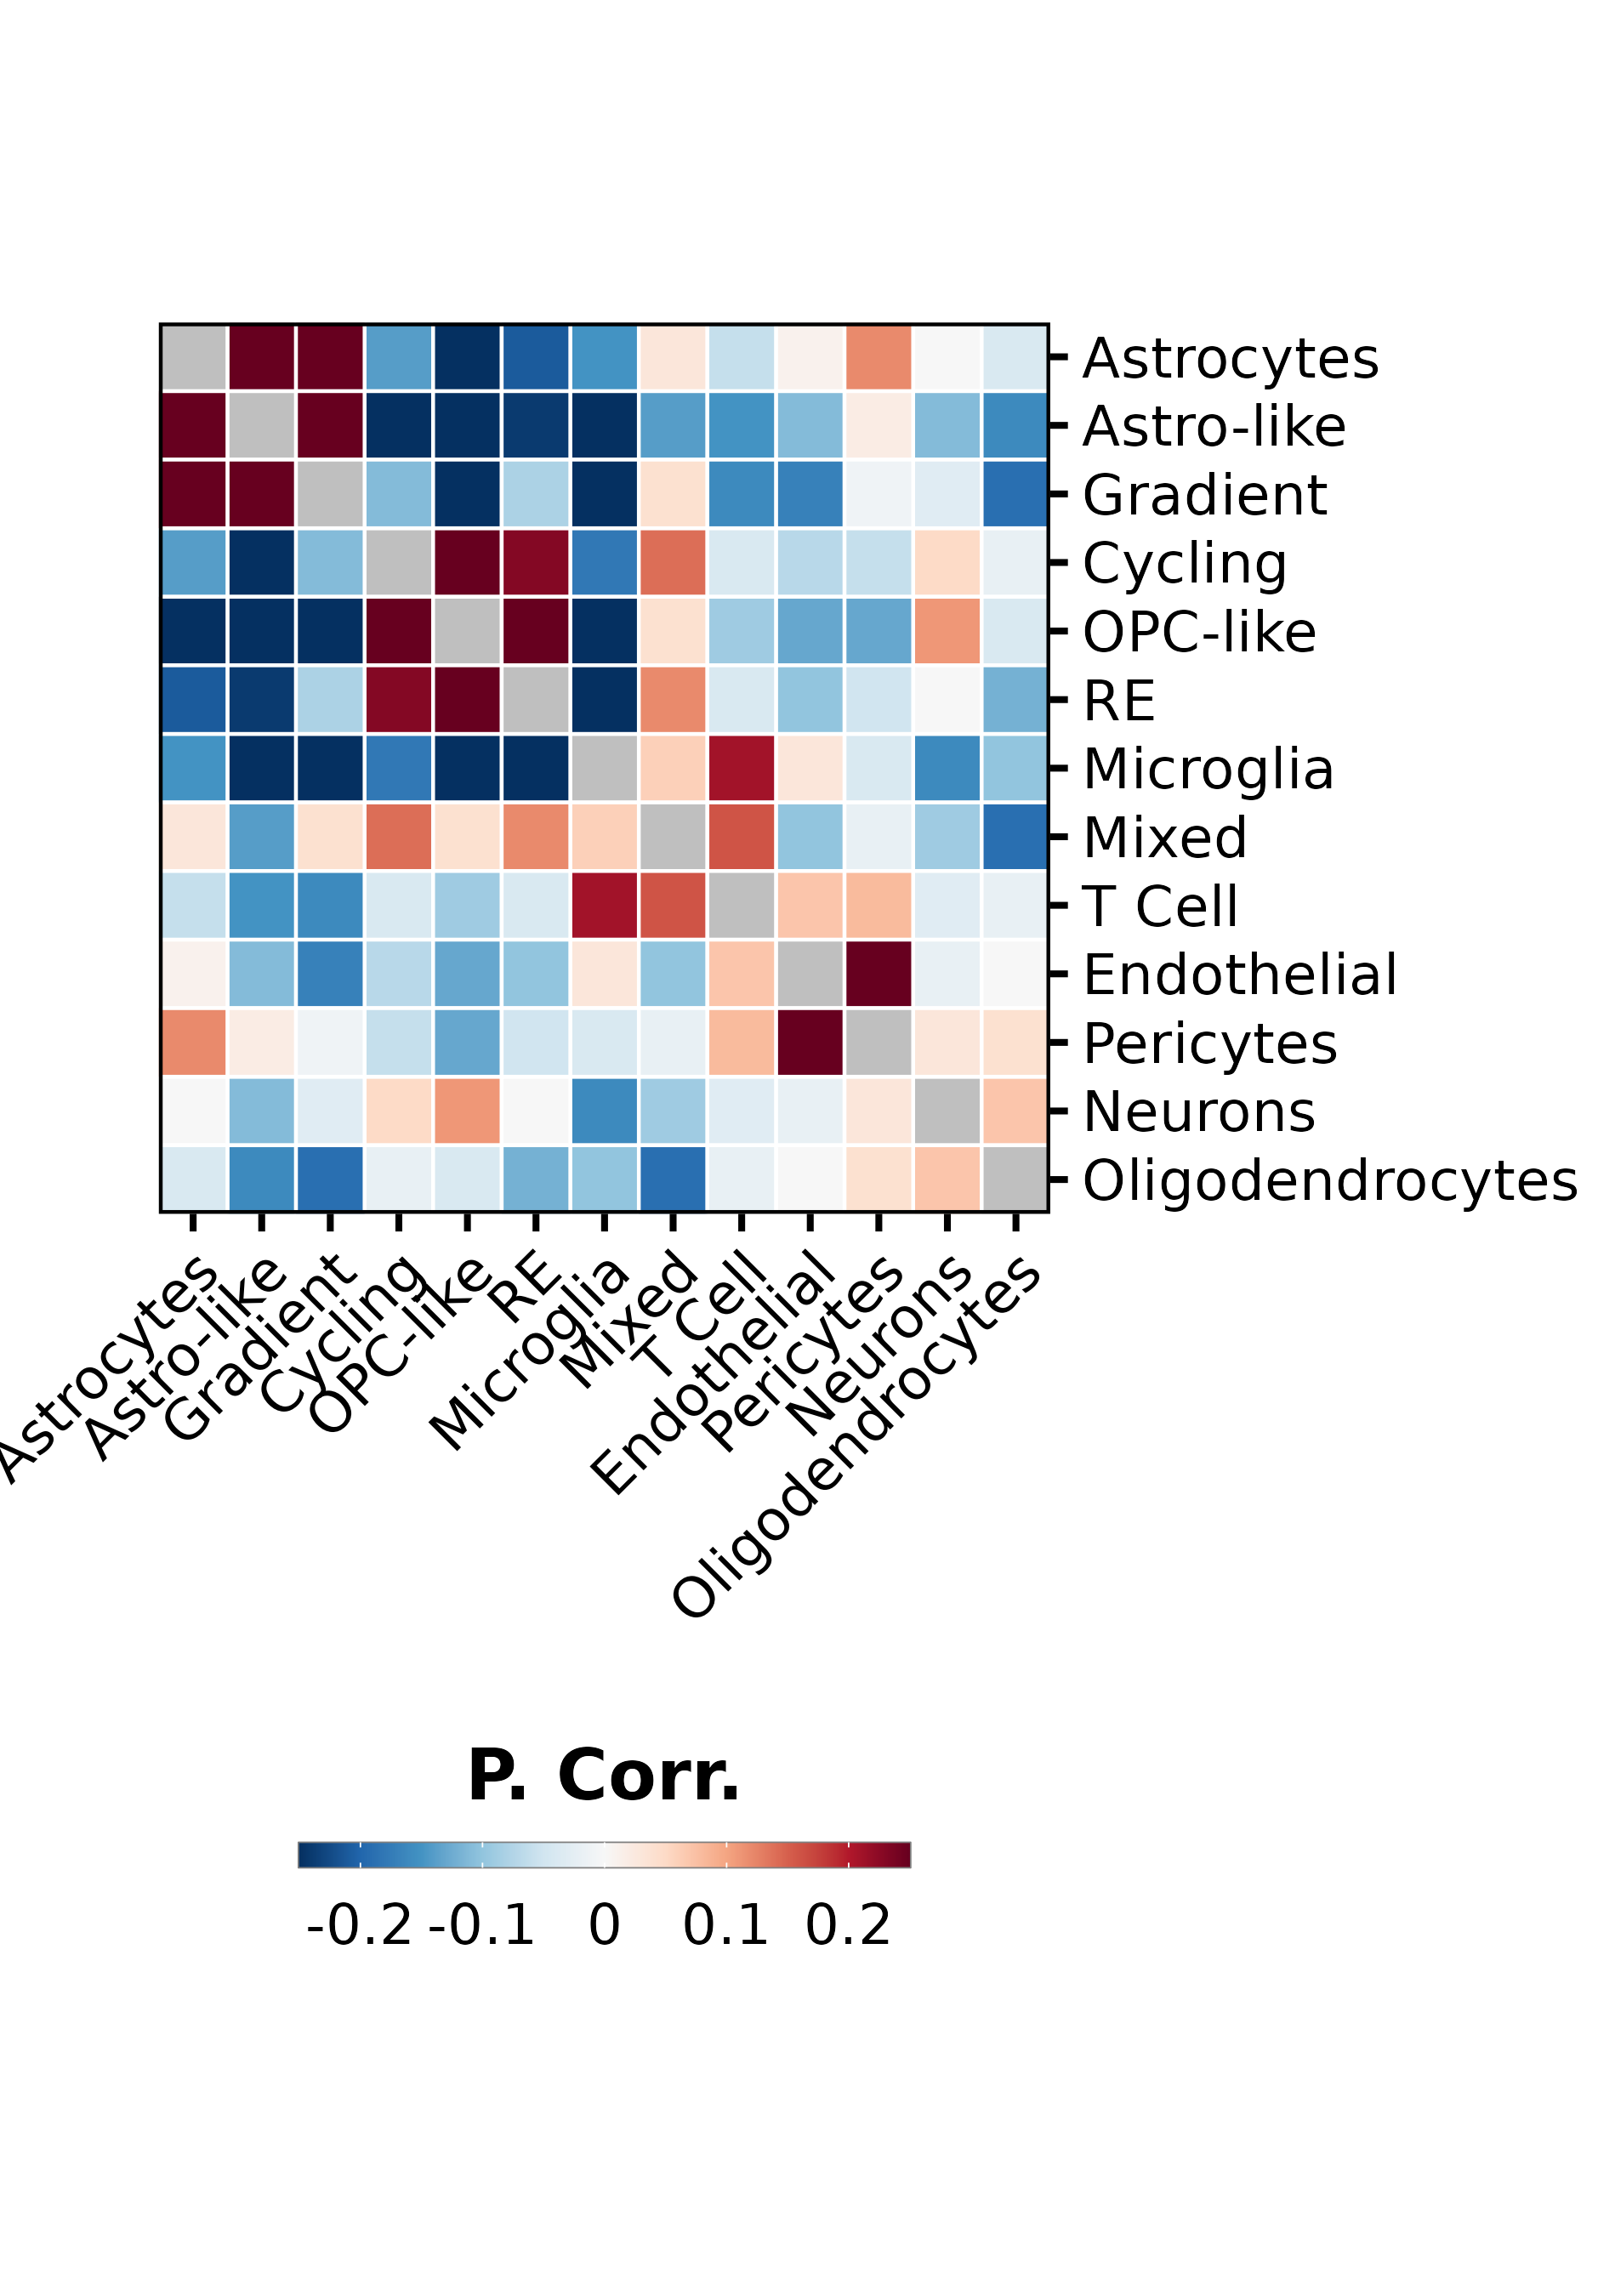 Astrocytes
Astro-like
Gradient
Cycling
OPC-like
RE
Microglia
Mixed
T Cell
Endothelial
Pericytes
Neurons
Oligodendrocytes
Astrocytes
Astro-like
Gradient
Cycling
OPC-like
RE
Microglia
Mixed
T Cell
Endothelial
Pericytes
Neurons
Oligodendrocytes
P. Corr.
-0.2 -0.1 0 0.1 0.2